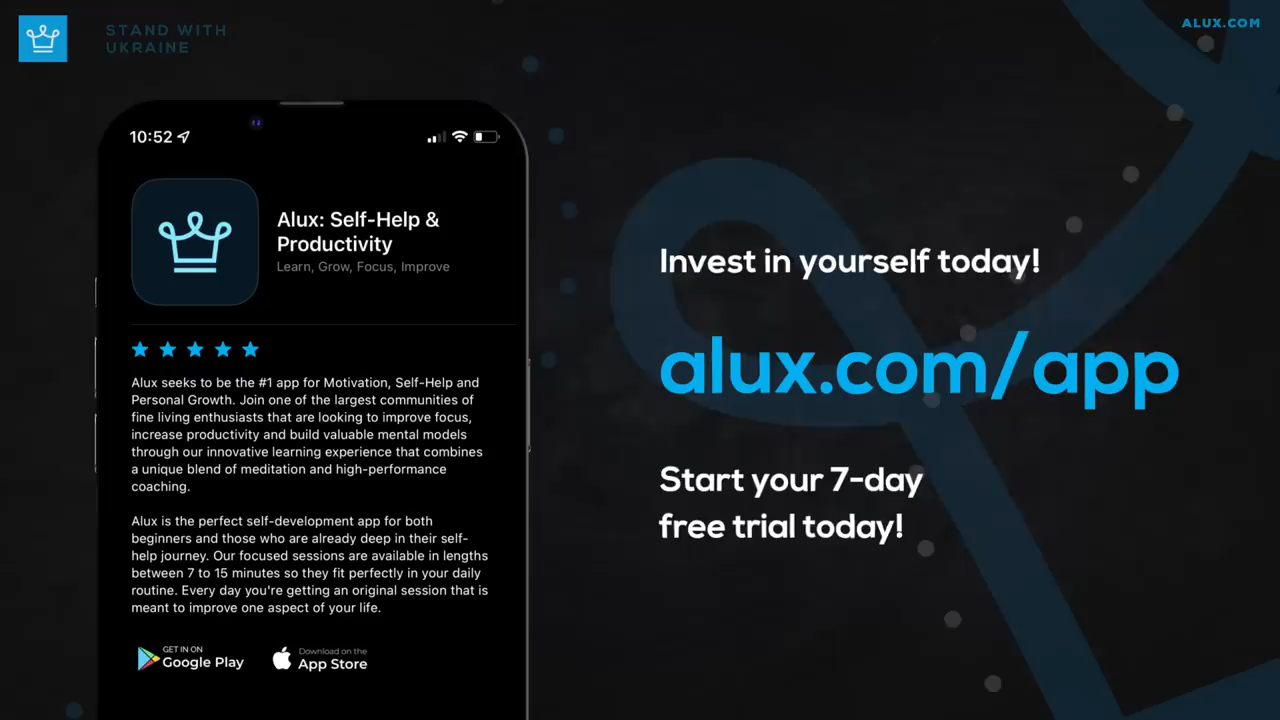 STAND WITH
UKRAINE
ALUX.COM
10:52
Alux: Self-Help &
Productivity
Learn, Grow, Focus, Improve
Alux seeks to be the #1 app for Motivation, Self-Help and
Personal Growth. Join one of the largest communities of
fine living enthusiasts that are looking to improve focus,
increase productivity and build valuable mental models
through our innovative learning experience that combines
a unique blend of meditation and high-performance
coaching.
Alux is the perfect self-development app for both
beginners and those who are already deep in their self-
help journey. Our focused sessions are available in lengths
between 7 to 15 minutes so they fit perfectly in your daily
routine. Every day you're getting an original session that is
meant to improve one aspect of your life.
GET IN ON
Google Play
Download on the
App Store
Invest in yourself today!
alux.com/app
Start your 7-day
free trial today!